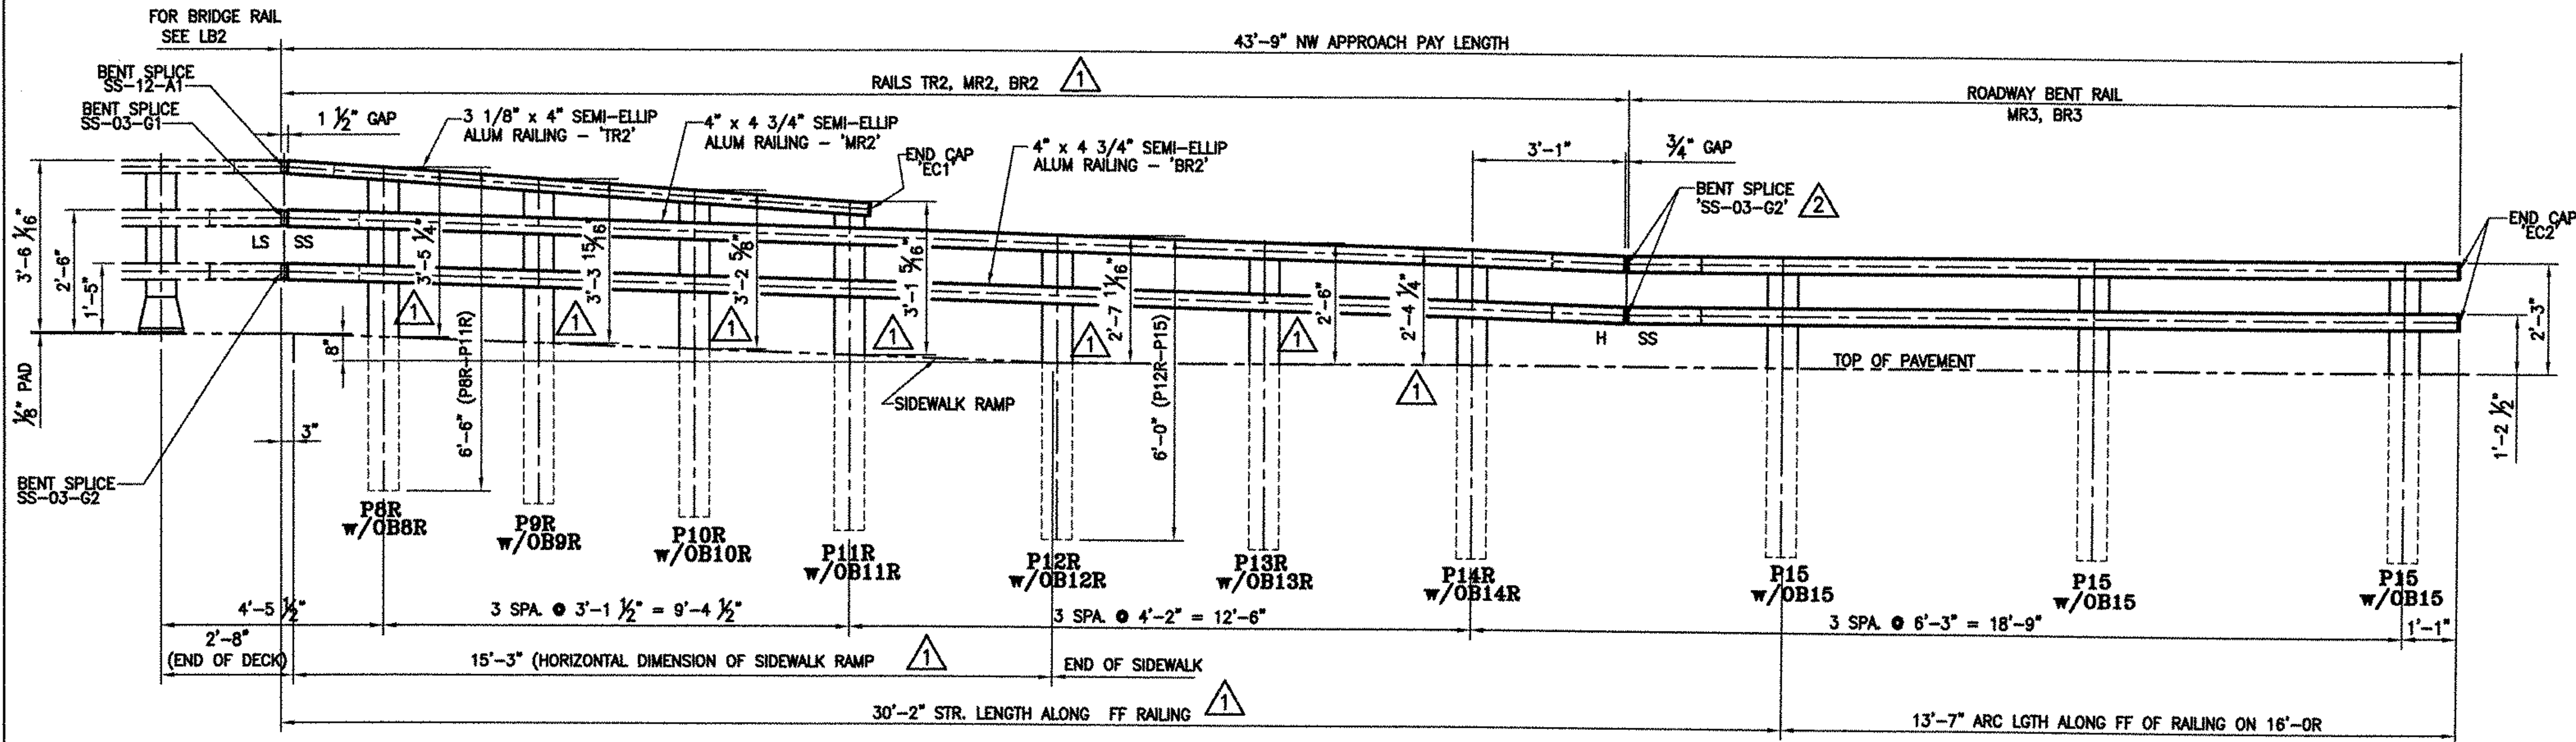 FOR BRIDGE RAIL
SEE LB2
43'-9" NW APPROACH PAY LENGTH
BENT SPLICE
SS-12-A1
RAILS TR2, MR2, BR2
1
ROADWAY BENT RAIL
MR3, BR3
BENT SPLICE
SS-03-G1
1 1/2" GAP
3 1/8" x 4" SEMI-ELLIP
ALUM RAILING - 'TR2'
4" x 4 3/4" SEMI-ELLIP
ALUM RAILING - 'MR2'
END CAP
'EC1'
4" x 4 3/4" SEMI-ELLIP
ALUM RAILING - 'BR2'
3'-1"
3/4" GAP
BENT SPLICE
'SS-03-G2'
2
END CAP
'EC2'
3'-6 1/16"
2'-6"
1'-5"
LS
SS
3'-5 1/4"
1
3'-3 15/16"
1
3'-2 5/8"
1
3'-1 5/16"
1
2'-7 11/16"
1
2'-6"
1
2'-4 1/4"
1
H
SS
TOP OF PAVEMENT
2'-3"
1'-2 1/2"
1/8" PAD
8"
3"
6'-6" (P8R-P11R)
SIDEWALK RAMP
6'-0" (P12R-P15)
BENT SPLICE
SS-03-G2
P8R
w/OB8R
P9R
w/OB9R
P10R
w/OB10R
P11R
w/OB11R
P12R
w/OB12R
P13R
w/OB13R
P14R
w/OB14R
P15
w/OB15
P15
w/OB15
P15
w/OB15
4'-5 1/2"
3 SPA. @ 3'-1 1/2" = 9'-4 1/2"
3 SPA. @ 4'-2" = 12'-6"
3 SPA. @ 6'-3" = 18'-9"
1'-1"
2'-8"
(END OF DECK)
15'-3" (HORIZONTAL DIMENSION OF SIDEWALK RAMP
1
END OF SIDEWALK
30'-2" STR. LENGTH ALONG FF RAILING
1
13'-7" ARC LGTH ALONG FF OF RAILING ON 16'-0R